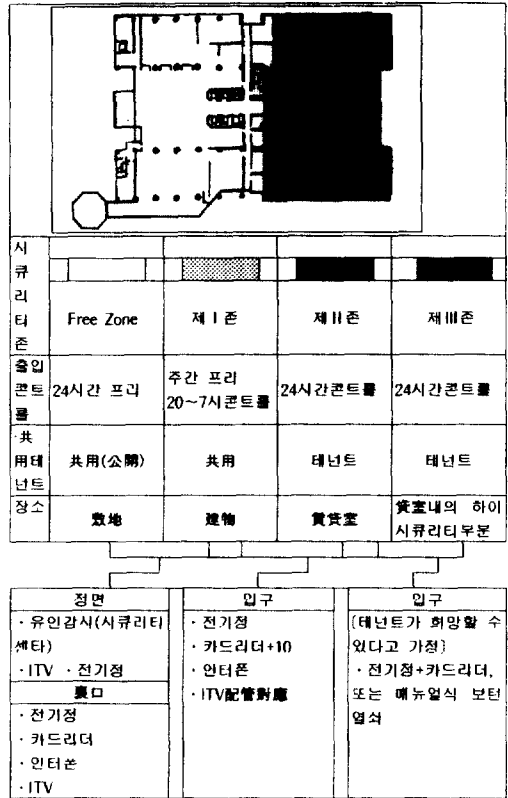 시
큐
리
티
존
Free Zone
제 I 존
제 II 존
제 III 존
출입
콘트
롤
24시간 프리
주간 프리
20~7시콘트롤
24시간콘트롤
24시간콘트롤
·共
用테
넌트
共用(公開)
共用
테넌트
테넌트
장소
敷地
建物
賃貸室
貸室내의 하이
시큐리티부분
정면
· 유인감시(시큐리티
센타)
· ITV · 전기정
裏口
· 전기정
· 카드리더
· 인터폰
· ITV
입구
· 전기정
· 카드리더+10
· 인터폰
· ITV配管對應
입구
(테넌트가 희망할 수
있다고 가정)
· 전기정+카드리더,
또는 매뉴얼식 보턴
열쇠